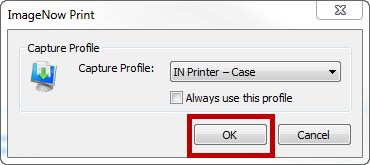 ImageNow Print
Capture Profile
Capture Profile: IN Printer – Case
Always use this profile
OK Cancel